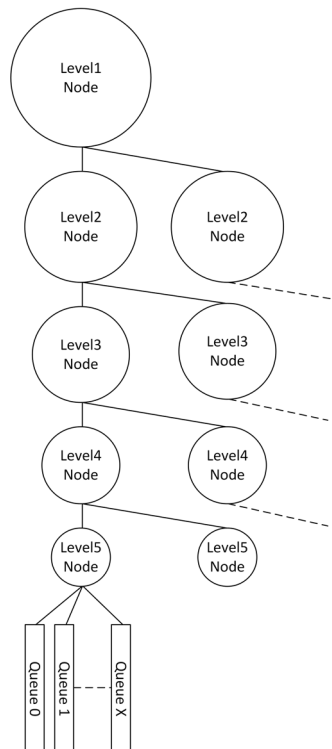 Level1
Node
Level2
Node
Level2
Node
Level3
Node
Level3
Node
Level4
Node
Level4
Node
Level5
Node
Level5
Node
Queue 0
Queue 1
Queue X